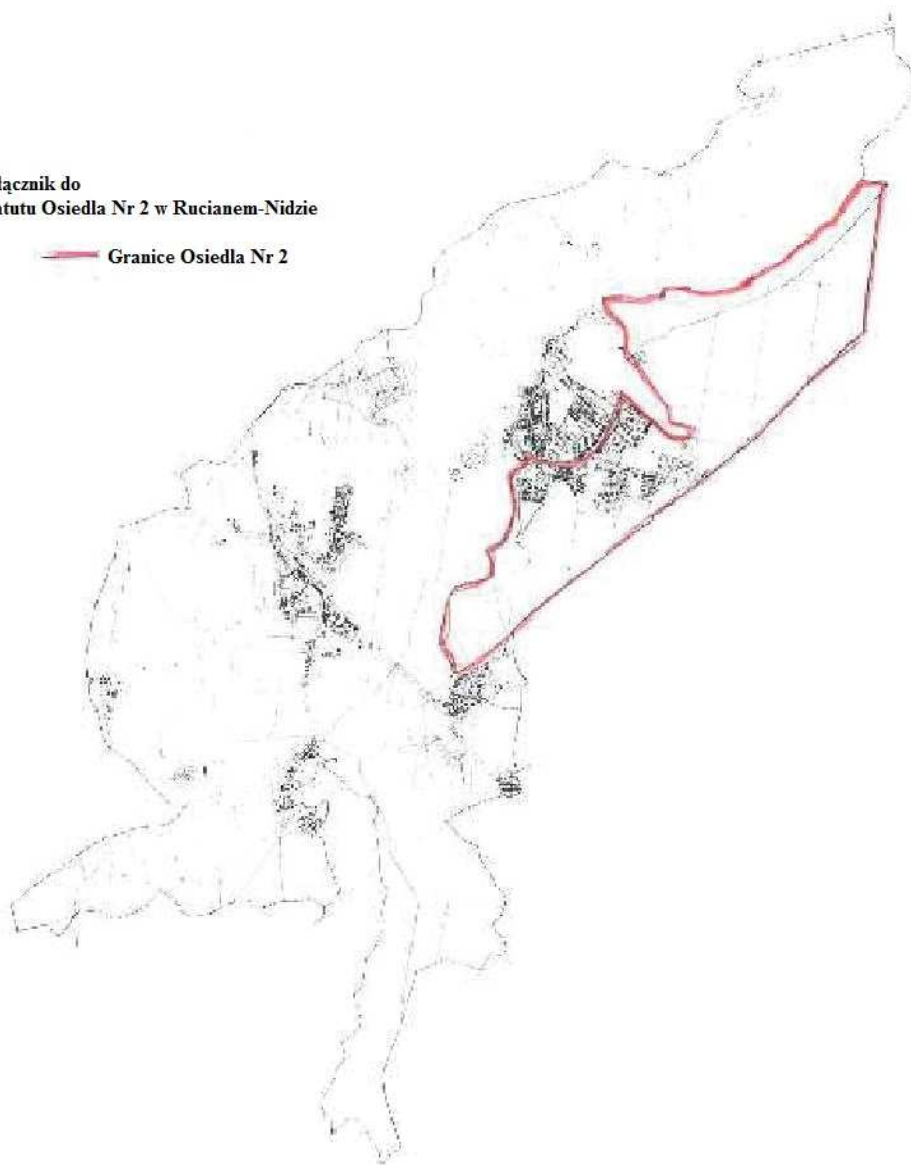 łącznik do
atutu Osiedla Nr 2 w Rucianem-Nidzie
Granice Osiedla Nr 2